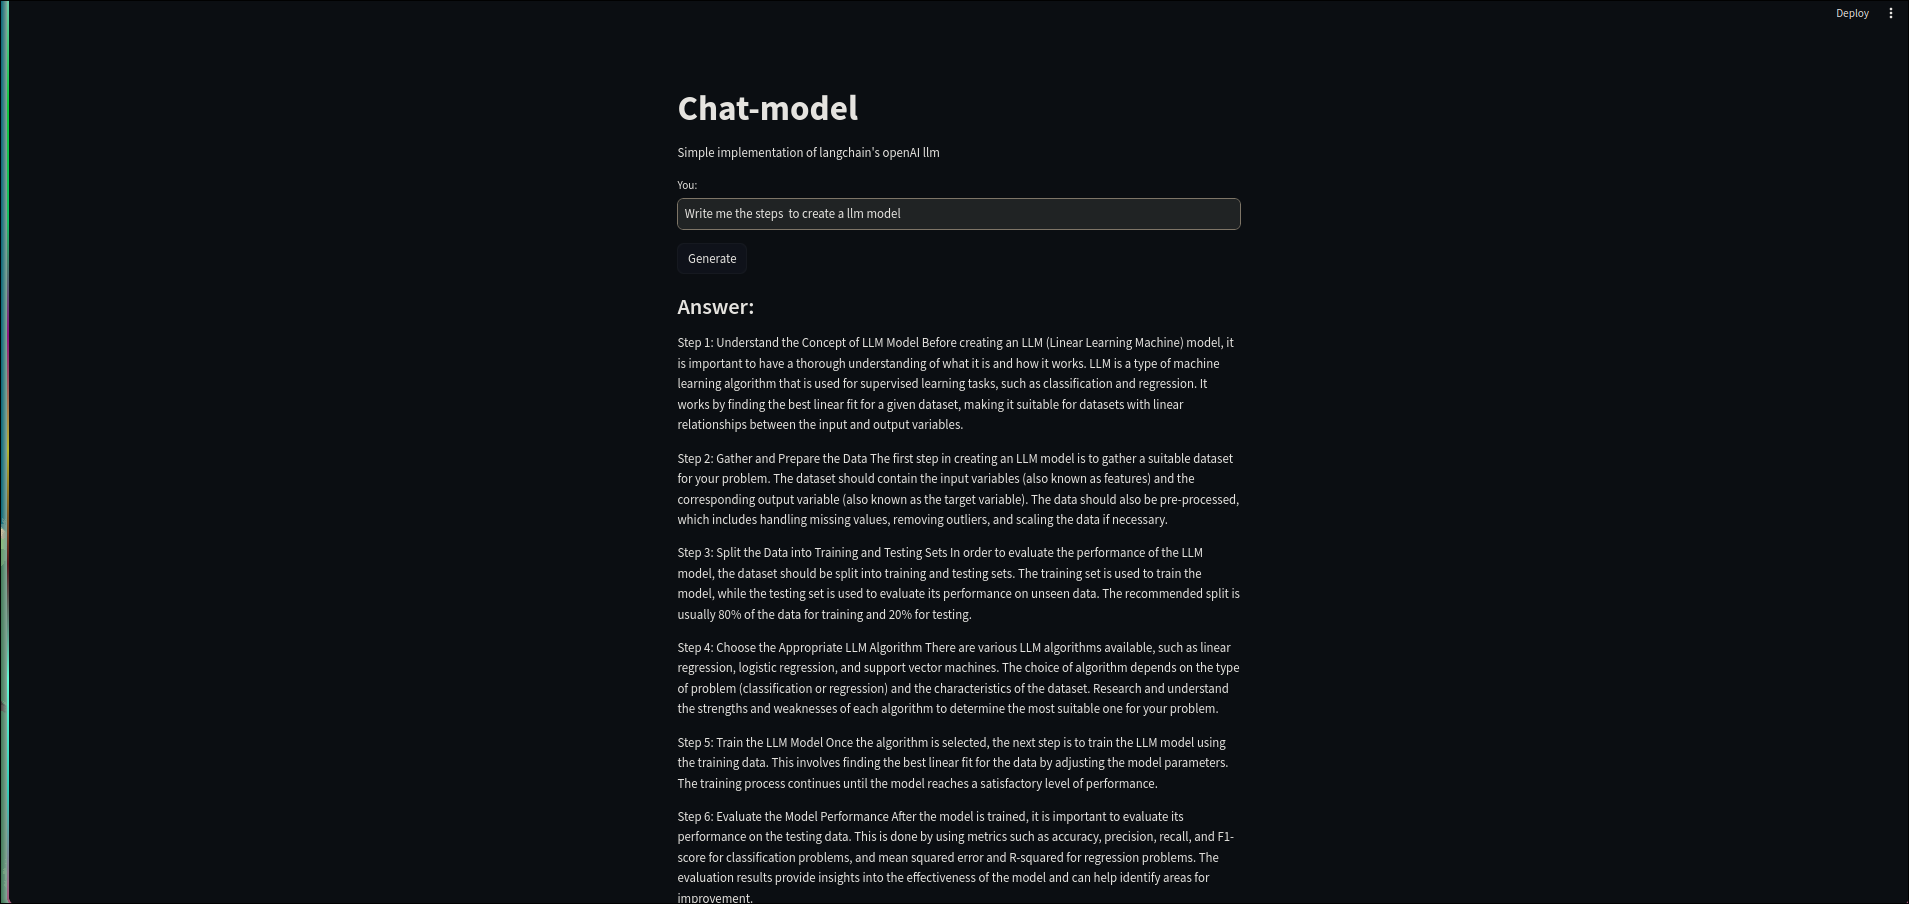 Deploy
Chat-model
Simple implementation of langchain's openAI llm
You:
Write me the steps  to create a llm model
Generate
Answer:
Step 1: Understand the Concept of LLM Model Before creating an LLM (Linear Learning Machine) model, it
is important to have a thorough understanding of what it is and how it works. LLM is a type of machine
learning algorithm that is used for supervised learning tasks, such as classification and regression. It
works by finding the best linear fit for a given dataset, making it suitable for datasets with linear
relationships between the input and output variables.
Step 2: Gather and Prepare the Data The first step in creating an LLM model is to gather a suitable dataset
for your problem. The dataset should contain the input variables (also known as features) and the
corresponding output variable (also known as the target variable). The data should also be pre-processed,
which includes handling missing values, removing outliers, and scaling the data if necessary.
Step 3: Split the Data into Training and Testing Sets In order to evaluate the performance of the LLM
model, the dataset should be split into training and testing sets. The training set is used to train the
model, while the testing set is used to evaluate its performance on unseen data. The recommended split is
usually 80% of the data for training and 20% for testing.
Step 4: Choose the Appropriate LLM Algorithm There are various LLM algorithms available, such as linear
regression, logistic regression, and support vector machines. The choice of algorithm depends on the type
of problem (classification or regression) and the characteristics of the dataset. Research and understand
the strengths and weaknesses of each algorithm to determine the most suitable one for your problem.
Step 5: Train the LLM Model Once the algorithm is selected, the next step is to train the LLM model using
the training data. This involves finding the best linear fit for the data by adjusting the model parameters.
The training process continues until the model reaches a satisfactory level of performance.
Step 6: Evaluate the Model Performance After the model is trained, it is important to evaluate its
performance on the testing data. This is done by using metrics such as accuracy, precision, recall, and F1-
score for classification problems, and mean squared error and R-squared for regression problems. The
evaluation results provide insights into the effectiveness of the model and can help identify areas for
improvement.